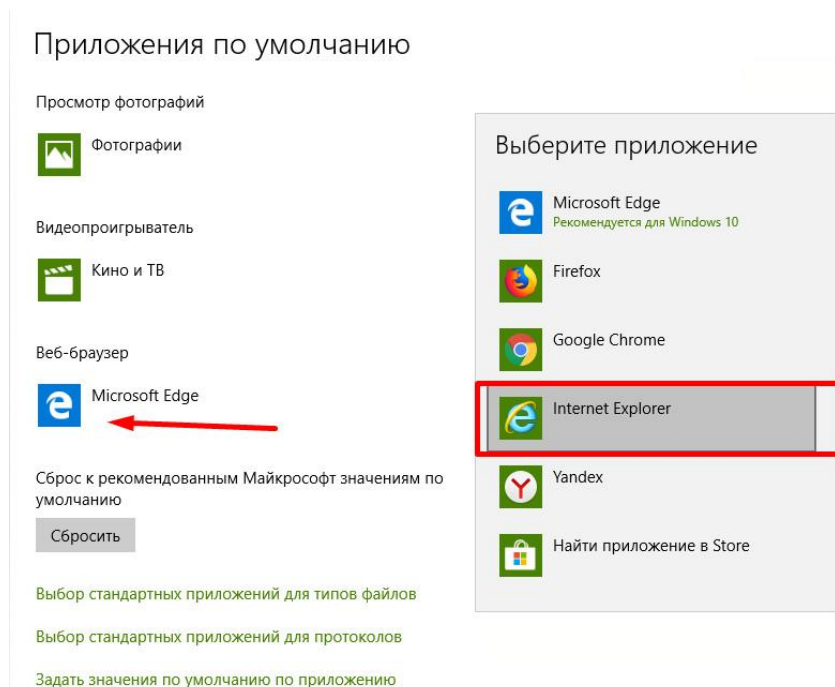 Приложения по умолчанию
Просмотр фотографий
Фотографии
Видеопроигрыватель
Кино и ТВ
Веб-браузер
Microsoft Edge
Сброс к рекомендованным Майкрософт значениям по
умолчанию
Сбросить
Выбор стандартных приложений для типов файлов
Выбор стандартных приложений для протоколов
Задать значения по умолчанию по приложению
Выберите приложение
Microsoft Edge
Рекомендуется для Windows 10
Firefox
Google Chrome
Internet Explorer
Yandex
Найти приложение в Store